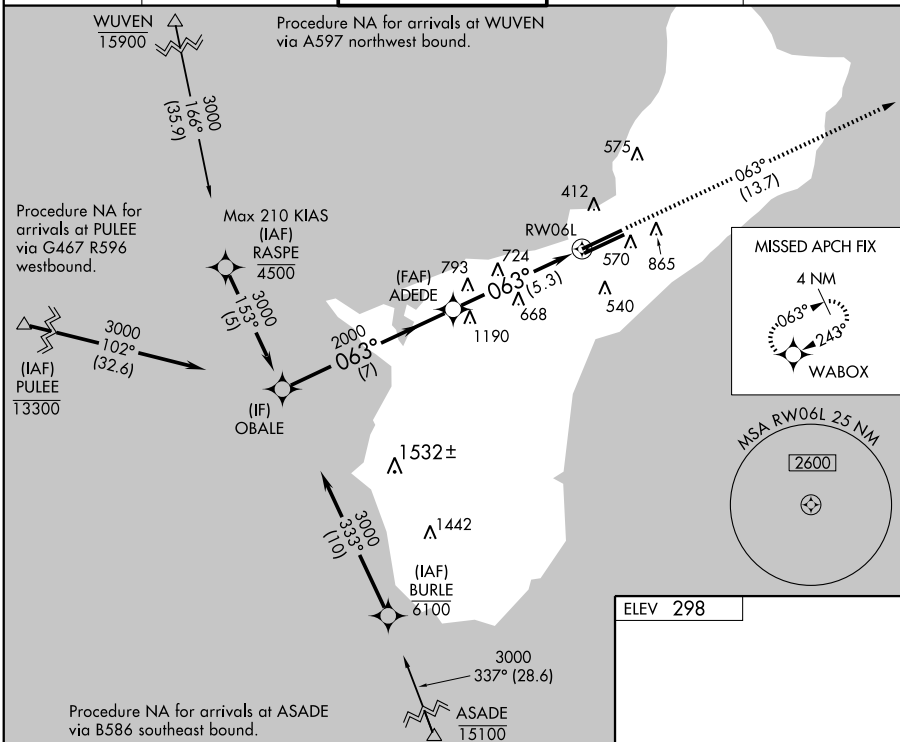 WUVEN
15900
Procedure NA for arrivals at WUVEN
via A597 northwest bound.
3000
166°
(35.9)
575
412
063°
(13.7)
Procedure NA for
arrivals at PULEE
via G467 R596
westbound.
Max 210 KIAS
(IAF)
RASPE
4500
RW06L
570
865
540
MISSED APCH FIX
4 NM
063°
243°
WABOX
(FAF)
ADEDE
793
724
063°
(5.3)
668
1190
3000
153°
(5)
2000
063°
(7)
3000
102°
(32.6)
(IAF)
PULEE
13300
(IF)
OBALE
MSA RW06L 25 NM
2600
1532±
1442
3000
333°
(10)
(IAF)
BURLE
6100
ELEV 298
3000
337° (28.6)
Procedure NA for arrivals at ASADE
via B586 southeast bound.
ASADE
15100